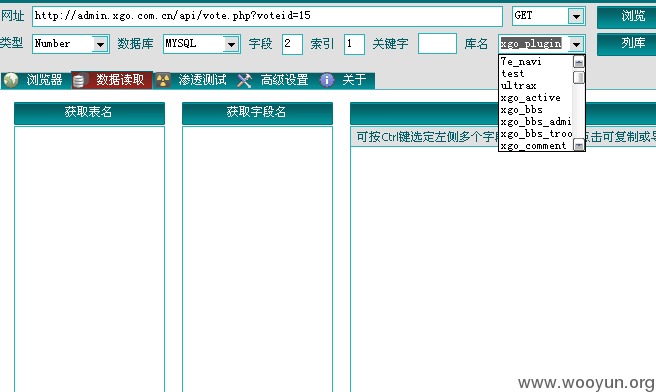 网址 http://admin.xgo.com.cn/api/vote.php?voteid=15 GET 浏览
类型 Number 数据库 MYSQL 字段 2 索引 1 关键字 库名 xgo_plugin 列库
7e_navi
test
ultrax
xgo_active
xgo_bbs
xgo_bbs_admi
xgo_bbs_troo
xgo_comment
浏览器 数据读取 渗透测试 高级设置 关于
获取表名 获取字段名
可按Ctrl键选定左侧多个字 点击可复制或导
www.wooyun.org